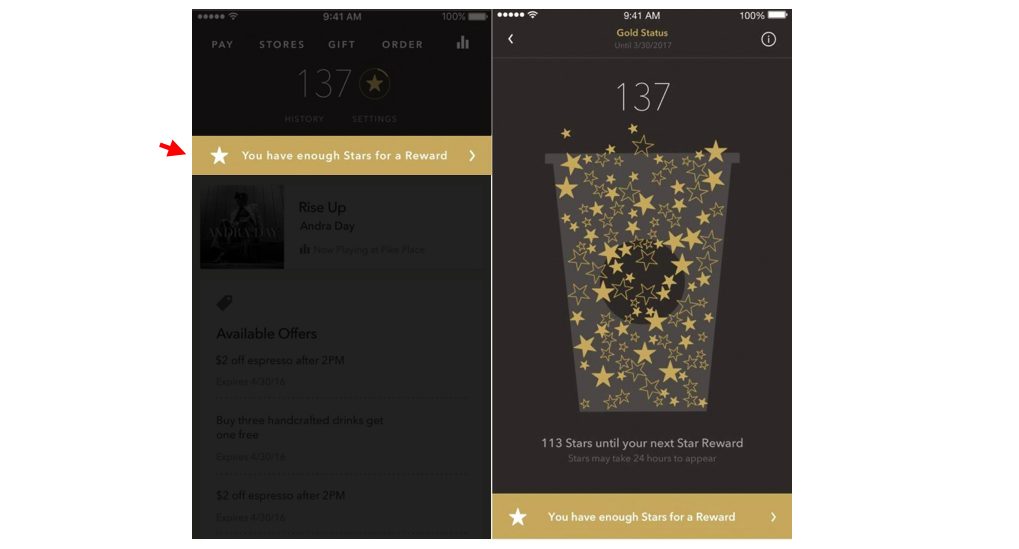 9:41 AM
100%
PAY STORES GIFT ORDER
137
HISTORY SETTINGS
You have enough Stars for a Reward
ANDRA DAY
Rise Up
Andra Day
Now Playing at Pike Place
Available Offers
$2 off espresso after 2PM
Expires 4/30/16
Buy three handcrafted drinks get
one free
Expires 4/30/16
$2 off espresso after 2PM
Expires 4/30/16
9:41 AM
100%
Gold Status
Until 3/30/2017
137
113 Stars until your next Star Reward
Stars may take 24 hours to appear
You have enough Stars for a Reward